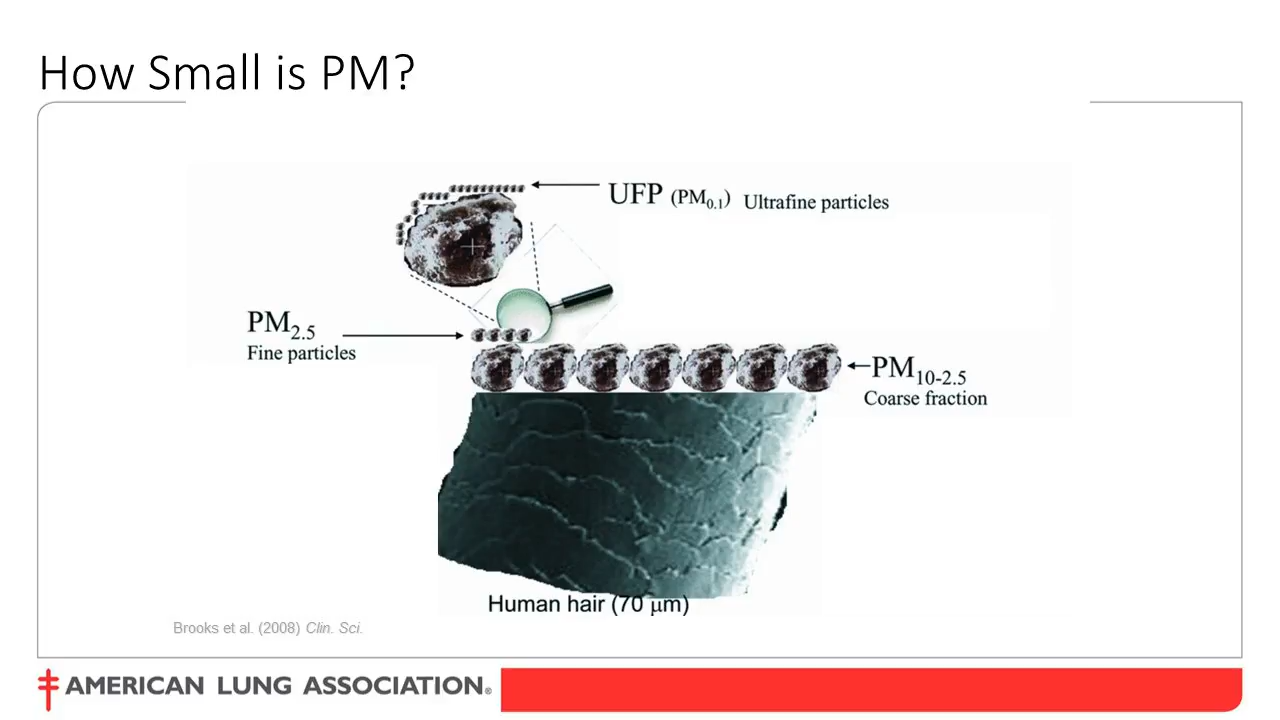 How Small is PM?
UFP (PM0.1) Ultrafine particles
PM2.5
Fine particles
PM10-2.5
Coarse fraction
Human hair (70 μm)
Brooks et al. (2008) Clin. Sci.
AMERICAN LUNG ASSOCIATION®